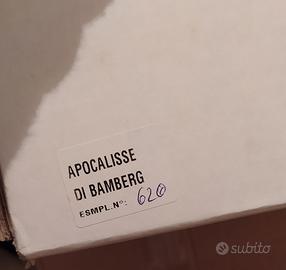 APOCALISSE
DI BAMBERG
ESMPL.N°: 620
subito